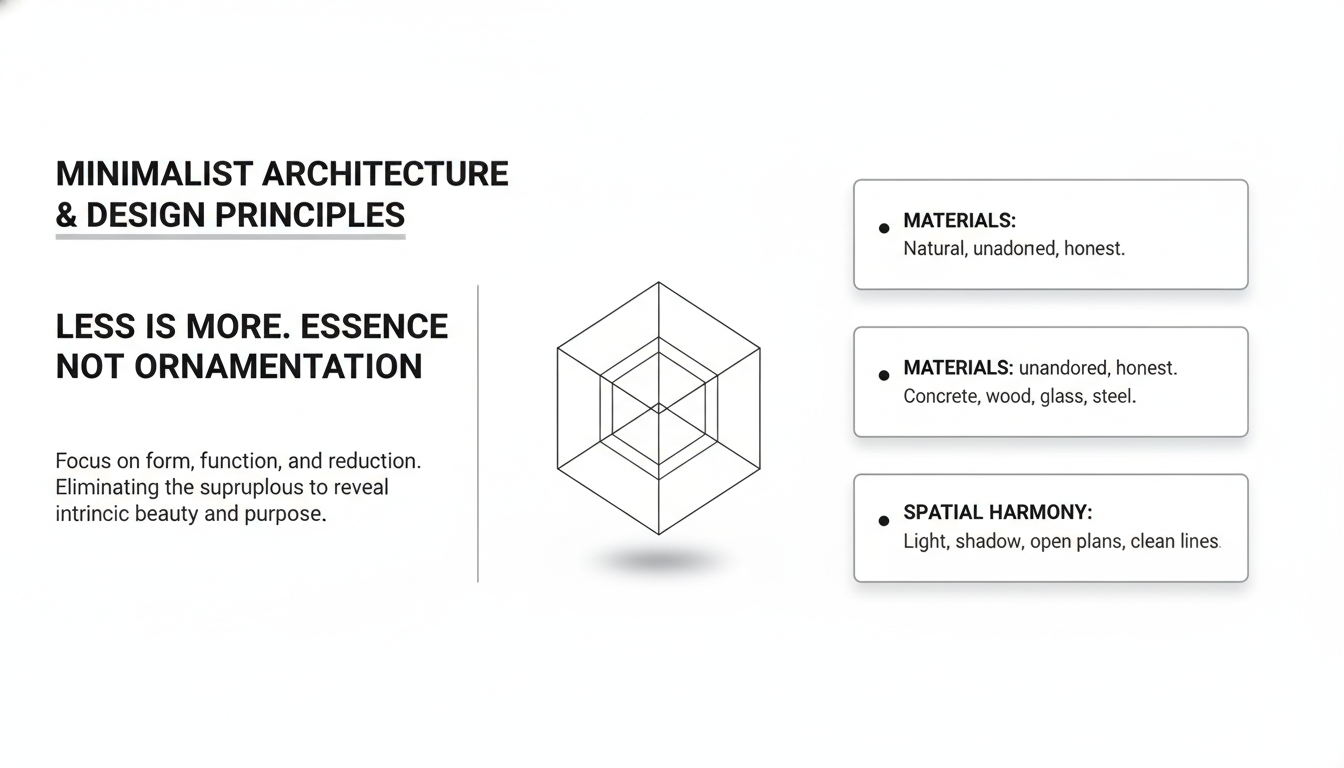 MINIMALIST ARCHITECTURE
& DESIGN PRINCIPLES
LESS IS MORE. ESSENCE
NOT ORNAMENTATION
Focus on form, function, and reduction.
Eliminating the supruplous to reveal
intrincic beauty and purpose.
MATERIALS:
Natural, unadorned, honest.
MATERIALS: unandored, honest.
Concrete, wood, glass, steel.
SPATIAL HARMONY:
Light, shadow, open plans, clean lines.